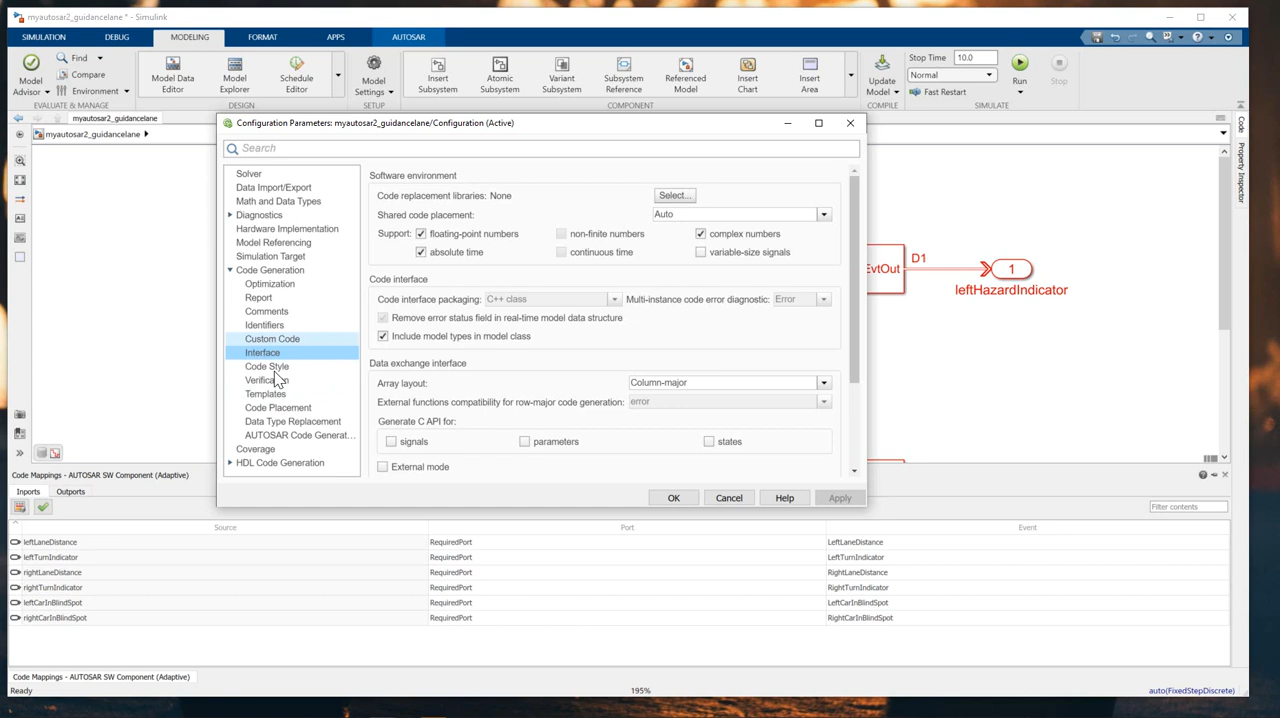 myautosar2_guidancelane * - Simulink
SIMULATION DEBUG MODELING FORMAT APPS AUTOSAR
Model Advisor
Find
Compare
Environment
EVALUATE & MANAGE
Model Data Editor
Model Explorer
Schedule Editor
DESIGN
Model Settings
SETUP
Insert Subsystem
Atomic Subsystem
Variant Subsystem
Subsystem Reference
Referenced Model
Insert Chart
Insert Area
COMPONENT
Update Model
COMPILE
Stop Time 10.0
Normal
Fast Restart
Run
Stop
SIMULATE
myautosar2_guidancelane
myautosar2_guidancelane
Code
Property Inspector
Configuration Parameters: myautosar2_guidancelane/Configuration (Active)
Search
Solver
Data Import/Export
Math and Data Types
Diagnostics
Hardware Implementation
Model Referencing
Simulation Target
Code Generation
Optimization
Report
Comments
Identifiers
Custom Code
Interface
Code Style
Templates
Code Placement
Data Type Replacement
AUTOSAR Code Generat...
Coverage
HDL Code Generation
Software environment
Code replacement libraries: None Select...
Shared code placement: Auto
Support: floating-point numbers non-finite numbers complex numbers
absolute time continuous time variable-size signals
Code interface
Code interface packaging: C++ class Multi-instance code error diagnostic: Error
Remove error status field in real-time model data structure
Include model types in model class
Data exchange interface
Array layout: Column-major
External functions compatibility for row-major code generation: error
Generate C API for:
signals parameters states
External mode
OK Cancel Help Apply
EvtOut
D1
1
leftHazardIndicator
Code Mappings - AUTOSAR SW Component (Adaptive)
Inports Outports
Filter contents
Source Port Event
leftLaneDistance RequiredPort LeftLaneDistance
leftTurnIndicator RequiredPort LeftTurnIndicator
rightLaneDistance RequiredPort RightLaneDistance
rightTurnIndicator RequiredPort RightTurnIndicator
leftCarInBlindSpot RequiredPort LeftCarInBlindSpot
rightCarInBlindSpot RequiredPort RightCarInBlindSpot
Code Mappings - AUTOSAR SW Component (Adaptive)
Ready 195% auto(FixedStepDiscrete)